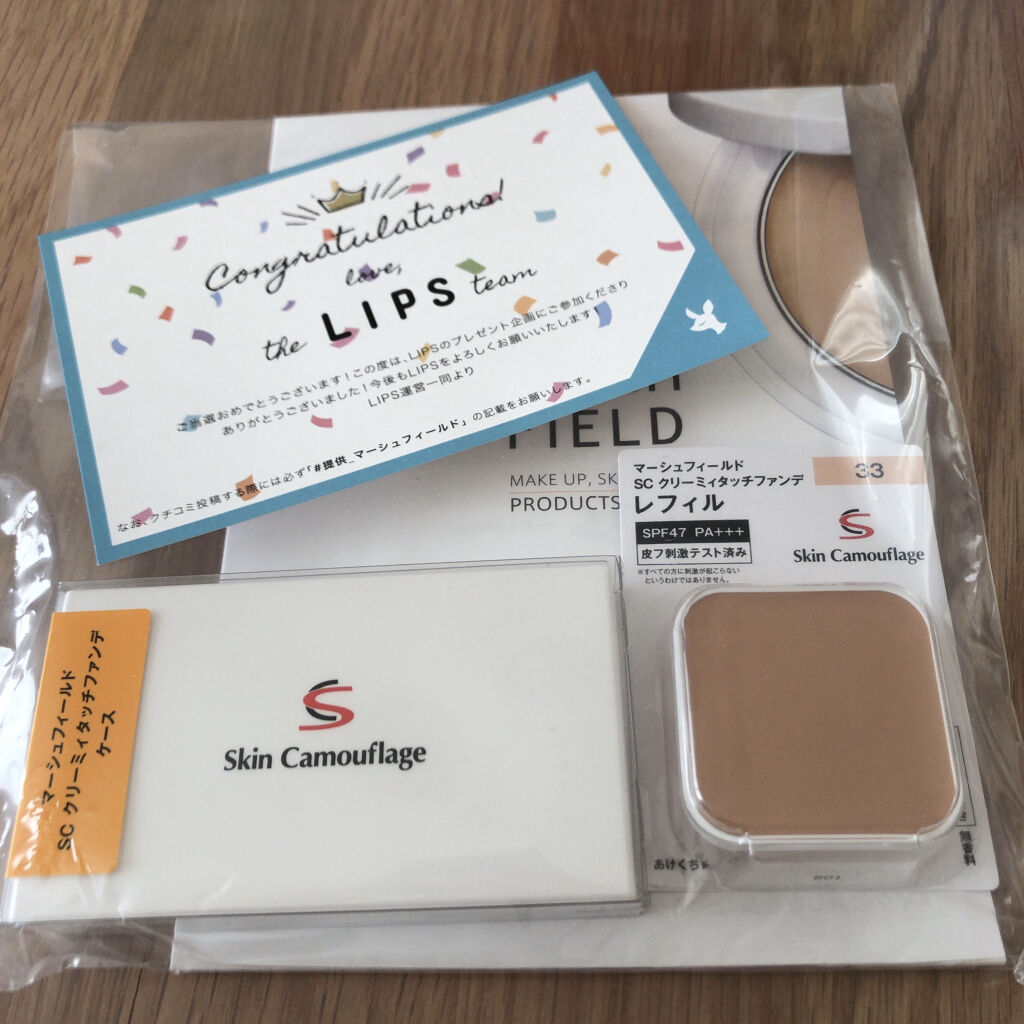 Congratulations!
love,
the LIPS team
ご当選おめでとうございます!この度は、LIPSのプレゼント企画にご参加くださり
ありがとうございました!今後もLIPSをよろしくお願いいたします!
LIPS運営一同より
なお、クチコミ投稿する際には必ず「#提供_マーシュフィールド」の記載をお願いします。
FIELD
MAKE UP, SK
PRODUCTS
マーシュフィールド
SC クリーミィタッチファンデ
レフィル
33
SPF47 PA+++
皮フ刺激テスト済み
※すべての方に刺激が起こらない
というわけではありません。
Skin Camouflage
あけくち
無香料
マーシュフィールド
SC クリーミィタッチファンデ
ケース
Skin Camouflage